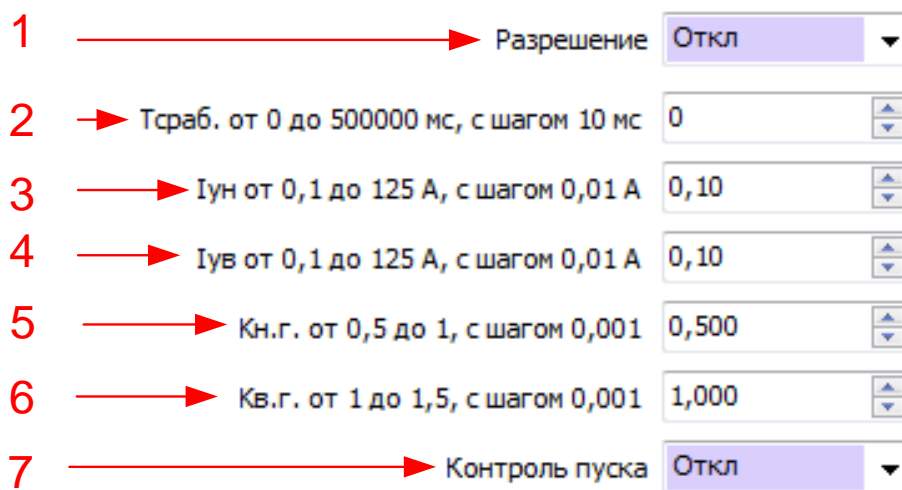 1 Разрешение Откл
2 Тсраб. от 0 до 500000 мс, с шагом 10 мс 0
3 Iун от 0,1 до 125 А, с шагом 0,01 А 0,10
4 Iув от 0,1 до 125 А, с шагом 0,01 А 0,10
5 Кн.г. от 0,5 до 1, с шагом 0,001 0,500
6 Кв.г. от 1 до 1,5, с шагом 0,001 1,000
7 Контроль пуска Откл